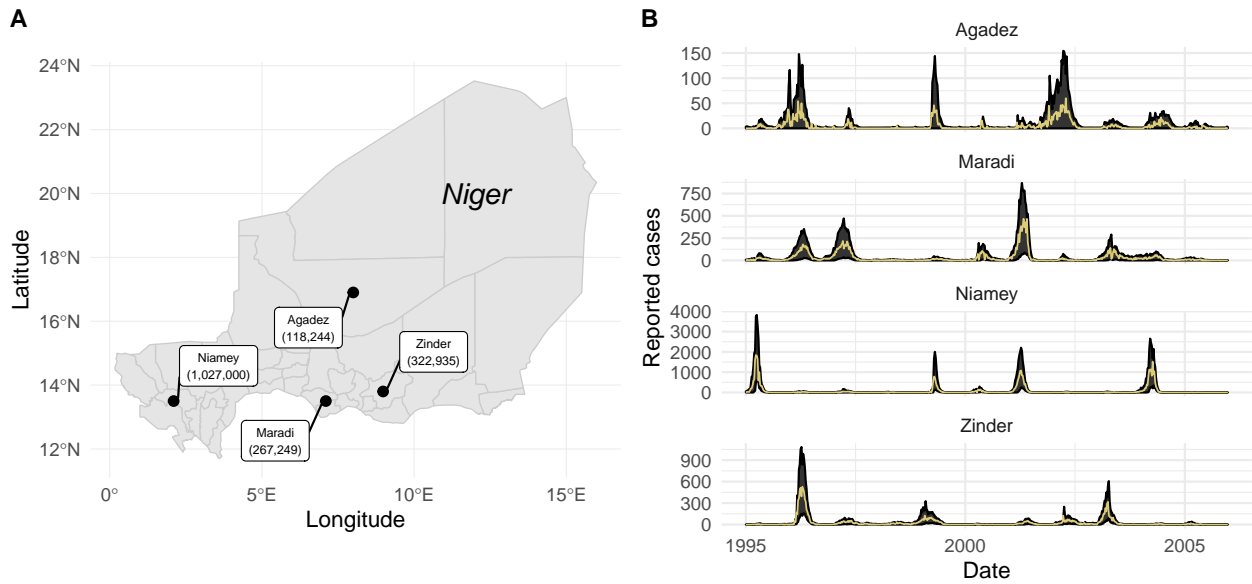 A
24°N
22°N
20°N
18°N
16°N
14°N
12°N
Latitude
Niger
Agadez
(118,244)
Zinder
(322,935)
Niamey
(1,027,000)
Maradi
(267,249)
0°
5°E
10°E
15°E
Longitude
B
Reported cases
Agadez
150
100
50
0
Maradi
750
500
250
0
Niamey
4000
3000
2000
1000
0
Zinder
900
600
300
0
1995
2000
2005
Date